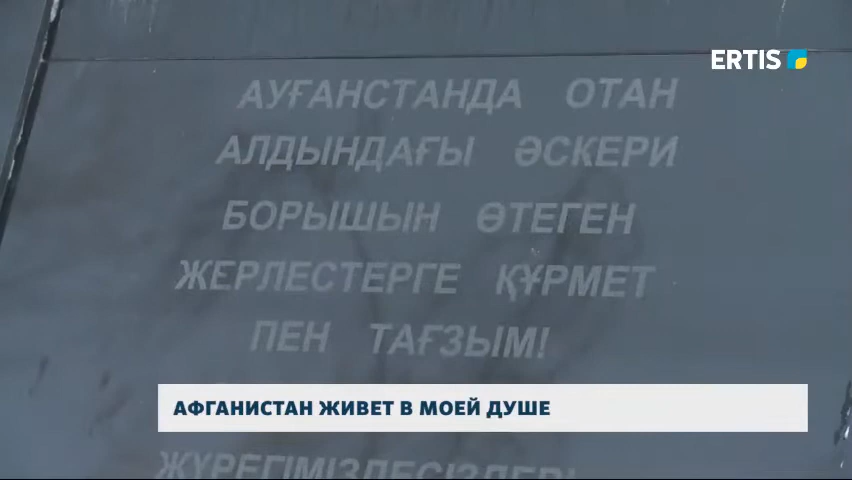 ERTIS
АУҒАНСТАНДА ОТАН
АЛДЫНДАҒЫ ӘСКЕРИ
БОРЫШЫН ӨТЕГЕН
ЖЕРЛЕСТЕРГЕ ҚҰРМЕТ
ПЕН ТАҒЗЫМ!
АФГАНИСТАН ЖИВЕТ В МОЕЙ ДУШЕ